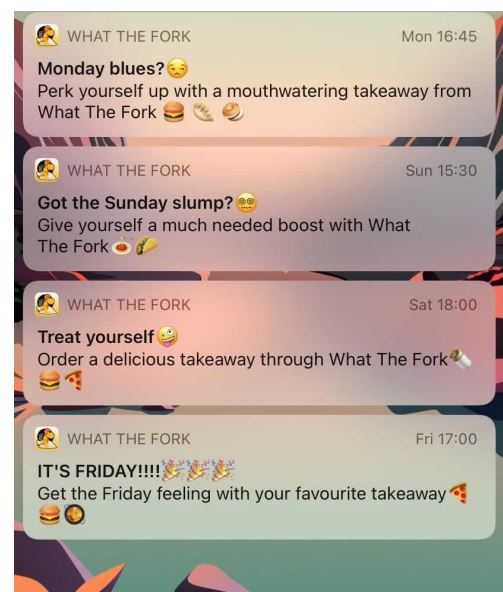 WHAT THE FORK Mon 16:45
Monday blues?😒
Perk yourself up with a mouthwatering takeaway from
What The Fork 🍔 🥟 🥯
WHAT THE FORK Sun 15:30
Got the Sunday slump?😵‍💫
Give yourself a much needed boost with What
The Fork🍝🌮
WHAT THE FORK Sat 18:00
Treat yourself🤪
Order a delicious takeaway through What The Fork🌯
🍔🍕
WHAT THE FORK Fri 17:00
IT'S FRIDAY!!!!🎉🎉🎉
Get the Friday feeling with your favourite takeaway🍕
🍔🥘